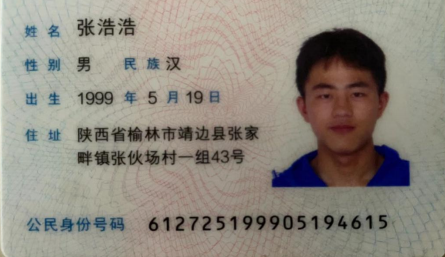 姓名 张浩浩
性别 男 民族 汉
出生 1999 年 5 月 19 日
住址 陕西省榆林市靖边县张家
畔镇张伙场村一组43号
公民身份号码 612725199905194615